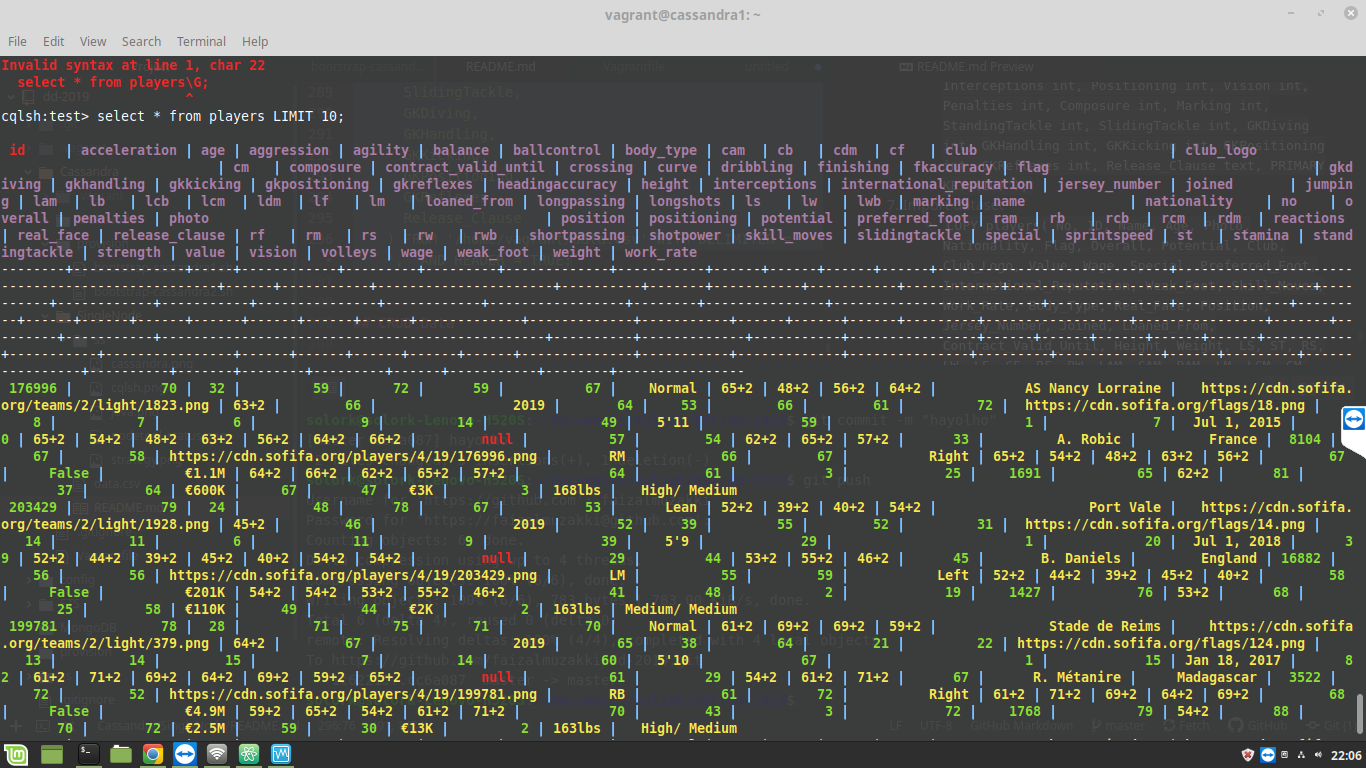 vagrant@cassandra1: ~
File Edit View Search Terminal Help
Invalid syntax at line 1, char 22
select * from players\G;
^
cqlsh:test> select * from players LIMIT 10;
id | acceleration | age | aggression | agility | balance | ballcontrol | body_type | cam | cb | cdm | cf | club | club_logo
| cm | composure | contract_valid_until | crossing | curve | dribbling | finishing | fkaccuracy | flag | gkd
iving | gkhandling | gkkicking | gkpositioning | gkreflexes | headingaccuracy | height | interceptions | international_reputation | jersey_number | joined | jumpin
g | lam | lb | lcb | lcm | ldm | lf | lm | loaned_from | longpassing | longshots | ls | lw | lwb | marking | name | nationality | no | o
verall | penalties | photo | position | positioning | potential | preferred_foot | ram | rb | rcb | rcm | rdm | reactions
| real_face | release_clause | rf | rm | rs | rw | rwb | shortpassing | shotpower | skill_moves | slidingtackle | special | sprintspeed | st | stamina | stand
ingtackle | strength | value | vision | volleys | wage | weak_foot | weight | work_rate
176996 | 70 | 32 | 59 | 72 | 59 | 67 | Normal | 65+2 | 48+2 | 56+2 | 64+2 | AS Nancy Lorraine | https://cdn.sofifa.
org/teams/2/light/1823.png | 63+2 | 66 | 2019 | 64 | 53 | 66 | 61 | 72 | https://cdn.sofifa.org/flags/18.png |
8 | 7 | 6 | 9 | 14 | 49 | 5'11 | 59 | 1 | 7 | Jul 1, 2015 |
0 | 65+2 | 54+2 | 48+2 | 63+2 | 56+2 | 64+2 | 66+2 | null | 57 | 54 | 62+2 | 65+2 | 57+2 | 33 | A. Robic | France | 8104 |
67 | 58 | https://cdn.sofifa.org/players/4/19/176996.png | RM | 66 | 67 | Right | 65+2 | 54+2 | 48+2 | 63+2 | 56+2 | 67
| False | €1.1M | 64+2 | 66+2 | 62+2 | 65+2 | 57+2 | 64 | 61 | 3 | 25 | 1691 | 65 | 62+2 | 81 |
37 | 64 | €600K | 67 | 47 | €3K | 3 | 168lbs | High/ Medium
203429 | 79 | 24 | 48 | 78 | 67 | 53 | Lean | 52+2 | 39+2 | 40+2 | 54+2 | Port Vale | https://cdn.sofifa.
org/teams/2/light/1928.png | 45+2 | 46 | 2019 | 52 | 39 | 55 | 52 | 31 | https://cdn.sofifa.org/flags/14.png |
14 | 11 | 6 | 11 | 9 | 39 | 5'9 | 29 | 1 | 20 | Jul 1, 2018 | 3
9 | 52+2 | 44+2 | 39+2 | 45+2 | 40+2 | 54+2 | 54+2 | null | 29 | 44 | 53+2 | 55+2 | 46+2 | 45 | B. Daniels | England | 16882 |
56 | 56 | https://cdn.sofifa.org/players/4/19/203429.png | LM | 55 | 59 | Left | 52+2 | 44+2 | 39+2 | 45+2 | 40+2 | 58
| False | €201K | 54+2 | 54+2 | 53+2 | 55+2 | 46+2 | 41 | 48 | 2 | 19 | 1427 | 76 | 53+2 | 68 |
25 | 58 | €110K | 49 | 44 | €2K | 2 | 163lbs | Medium/ Medium
199781 | 78 | 28 | 71 | 75 | 71 | 70 | Normal | 61+2 | 69+2 | 69+2 | 59+2 | Stade de Reims | https://cdn.sofifa
.org/teams/2/light/379.png | 64+2 | 67 | 2019 | 65 | 38 | 64 | 21 | 22 | https://cdn.sofifa.org/flags/124.png |
13 | 14 | 15 | 7 | 14 | 60 | 5'10 | 67 | 1 | 15 | Jan 18, 2017 | 8
2 | 61+2 | 71+2 | 69+2 | 64+2 | 69+2 | 59+2 | 65+2 | null | 61 | 29 | 54+2 | 61+2 | 71+2 | 67 | R. Métanire | Madagascar | 3522 |
72 | 52 | https://cdn.sofifa.org/players/4/19/199781.png | RB | 61 | 72 | Right | 61+2 | 71+2 | 69+2 | 64+2 | 69+2 | 68
| False | €4.9M | 59+2 | 65+2 | 54+2 | 61+2 | 71+2 | 70 | 43 | 3 | 72 | 1768 | 79 | 54+2 | 88 |
70 | 72 | €2.5M | 59 | 30 | €13K | 2 | 163lbs | High/ Medium
22:06